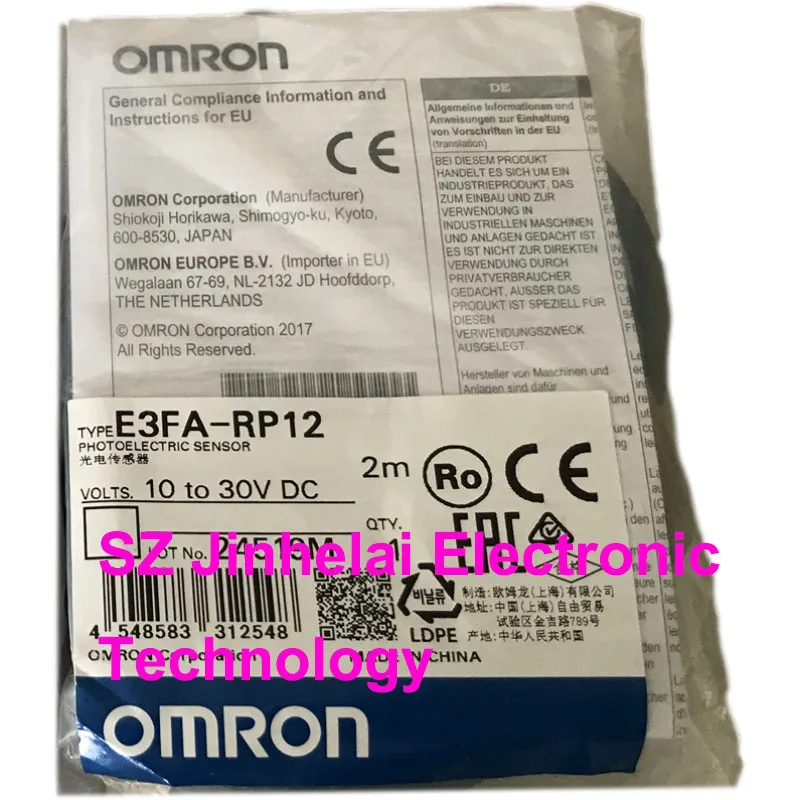 OMRON
General Compliance Information and
Instructions for EU
CE
OMRON Corporation (Manufacturer)
Shiokoji Horikawa, Shimogyo-ku, Kyoto,
600-8530, JAPAN
OMRON EUROPE B.V. (Importer in EU)
Wegalaan 67-69, NL-2132 JD Hoofddorp,
THE NETHERLANDS
© OMRON Corporation 2017
All Rights Reserved.
DE
Allgemeine Informationen und
Anweisungen zur Einhaltung
von Vorschriften in der EU
(translation)
BEI DIESEM PRODUKT
HANDELT ES SICH UM EIN
INDUSTRIEPRODUKT, DAS
ZUM EINBAU UND ZUR
VERWENDUNG IN
INDUSTRIELLEN MASCHINEN
UND ANLAGEN GEDACHT IST.
ES IST NICHT ZUR DIREKTEN
VERWENDUNG DURCH
PRIVATVERBRAUCHER
GEDACHT, AUSSER DAS
PRODUKT IST SPEZIELL FÜR
DIESEN
VERWENDUNGSZWECK
AUSGELEGT.
Hersteller von Maschinen und
Anlagen sind dafür
TYPE E3FA-RP12
PHOTOELECTRIC SENSOR
光电传感器
2m
Ro
CE
VOLTS. 10 to 30V DC
EAC
LOT No. 24519M
QTY. 1
SZ Jinhelai Electronic
Technology
4 548583 312548
비닐류
LDPE
制造: 欧姆龙(上海)有限公司
地址: 中国(上海)自由贸易
试验区金吉路789号
产地: 中华人民共和国
OMRON Corporation
MADE IN CHINA
OMRON